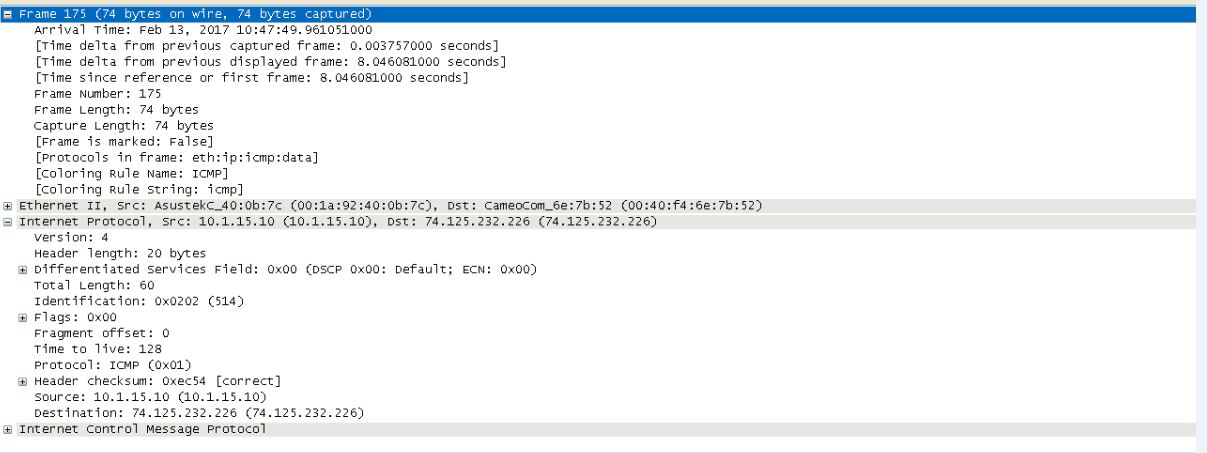 Frame 175 (74 bytes on wire, 74 bytes captured)
Arrival Time: Feb 13, 2017 10:47:49.961051000
[Time delta from previous captured frame: 0.003757000 seconds]
[Time delta from previous displayed frame: 8.046081000 seconds]
[Time since reference or first frame: 8.046081000 seconds]
Frame Number: 175
Frame Length: 74 bytes
Capture Length: 74 bytes
[Frame is marked: False]
[Protocols in frame: eth:ip:icmp:data]
[Coloring Rule Name: ICMP]
[Coloring Rule String: icmp]
Ethernet II, Src: AsustekC_40:0b:7c (00:1a:92:40:0b:7c), Dst: CameoCom_6e:7b:52 (00:40:f4:6e:7b:52)
Internet Protocol, Src: 10.1.15.10 (10.1.15.10), Dst: 74.125.232.226 (74.125.232.226)
Version: 4
Header length: 20 bytes
Differentiated Services Field: 0x00 (DSCP 0x00: Default; ECN: 0x00)
Total Length: 60
Identification: 0x0202 (514)
Flags: 0x00
Fragment offset: 0
Time to live: 128
Protocol: ICMP (0x01)
Header checksum: 0xec54 [correct]
Source: 10.1.15.10 (10.1.15.10)
Destination: 74.125.232.226 (74.125.232.226)
Internet Control Message Protocol